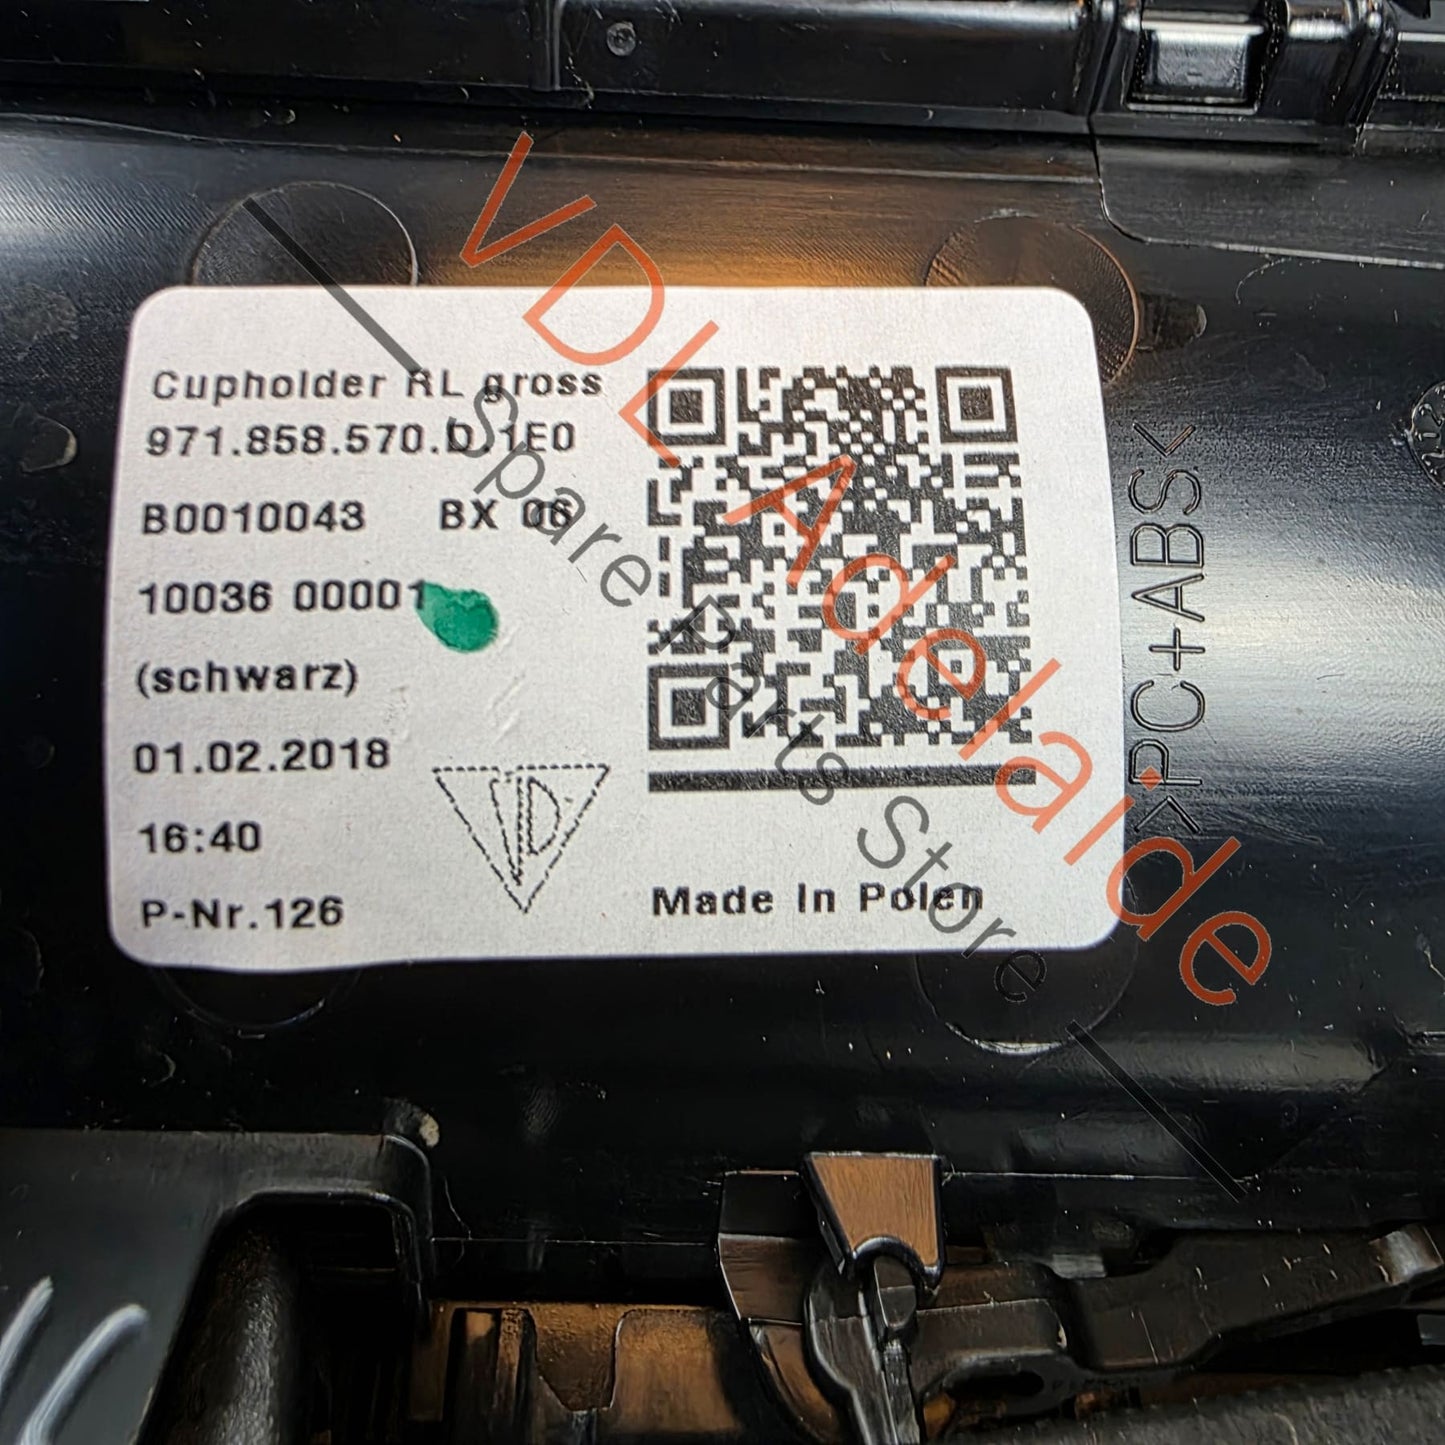 Cupholder RL gross
971.858.570.D.1E0
B0010043 BX 06
10036 00001
(schwarz)
01.02.2018
16:40
P-Nr.126
VD
Made In Polen
>PC+ABS<
VDL Adelaide
Spare Parts Store